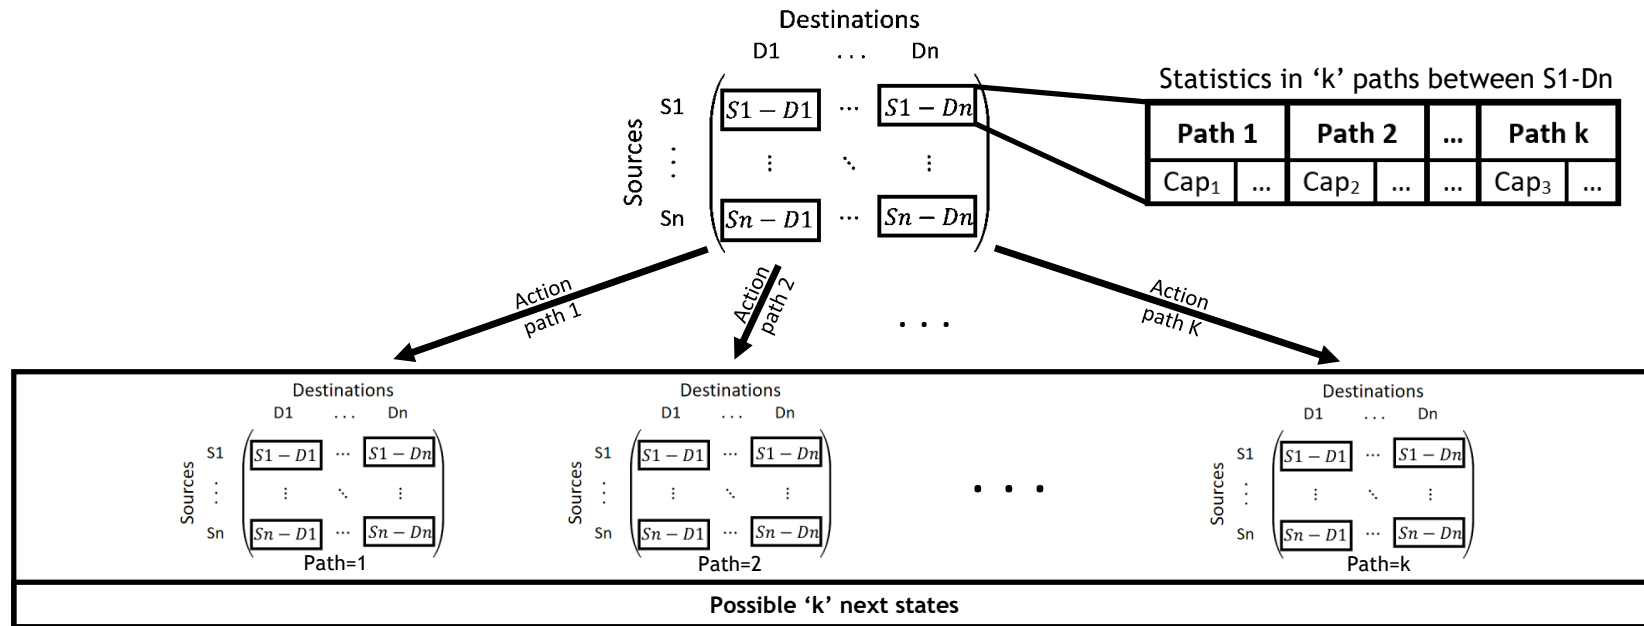 Destinations
D1 ... Dn
Statistics in ‘k’ paths between S1-Dn
Sources
S1 S1 − D1 ⋯ S1 − Dn
⋮ ⋮ ⋱ ⋮
Sn Sn − D1 ⋯ Sn − Dn
Path 1 Path 2 ... Path k
Cap₁ ... Cap₂ ... ... Cap₃ ...
Action
path 1
Action
path 2
...
Action
path K
Destinations
D1 ... Dn
Sources
S1 S1 − D1 ⋯ S1 − Dn
⋮ ⋮ ⋱ ⋮
Sn Sn − D1 ⋯ Sn − Dn
Path=1
Destinations
D1 ... Dn
Sources
S1 S1 − D1 ⋯ S1 − Dn
⋮ ⋮ ⋱ ⋮
Sn Sn − D1 ⋯ Sn − Dn
Path=2
...
Destinations
D1 ... Dn
Sources
S1 S1 − D1 ⋯ S1 − Dn
⋮ ⋮ ⋱ ⋮
Sn Sn − D1 ⋯ Sn − Dn
Path=k
Possible ‘k’ next states